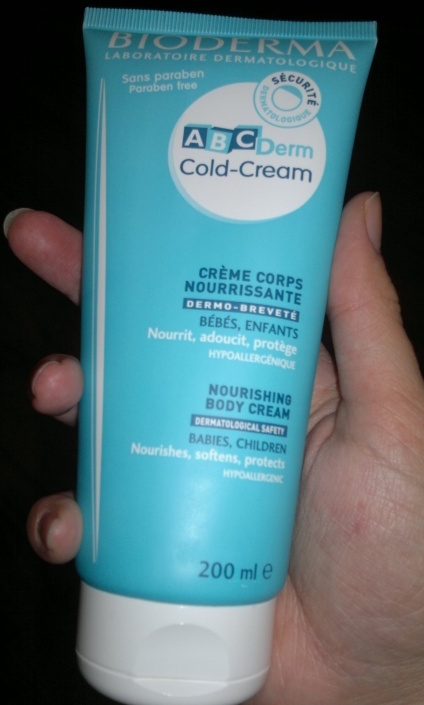 BIODERMA
LABORATOIRE DERMATOLOGIQUE
Sans paraben
Paraben free
SÉCURITÉ
DERMATOLOGIQUE
ABCDerm
Cold-Cream
CRÈME CORPS
NOURRISSANTE
DERMO-BREVETÉ
BÉBÉS, ENFANTS
Nourrit, adoucit, protège
HYPOALLERGÉNIQUE
NOURISHING
BODY CREAM
DERMATOLOGICAL SAFETY
BABIES, CHILDREN
Nourishes, softens, protects
HYPOALLERGENIC
200 ml e